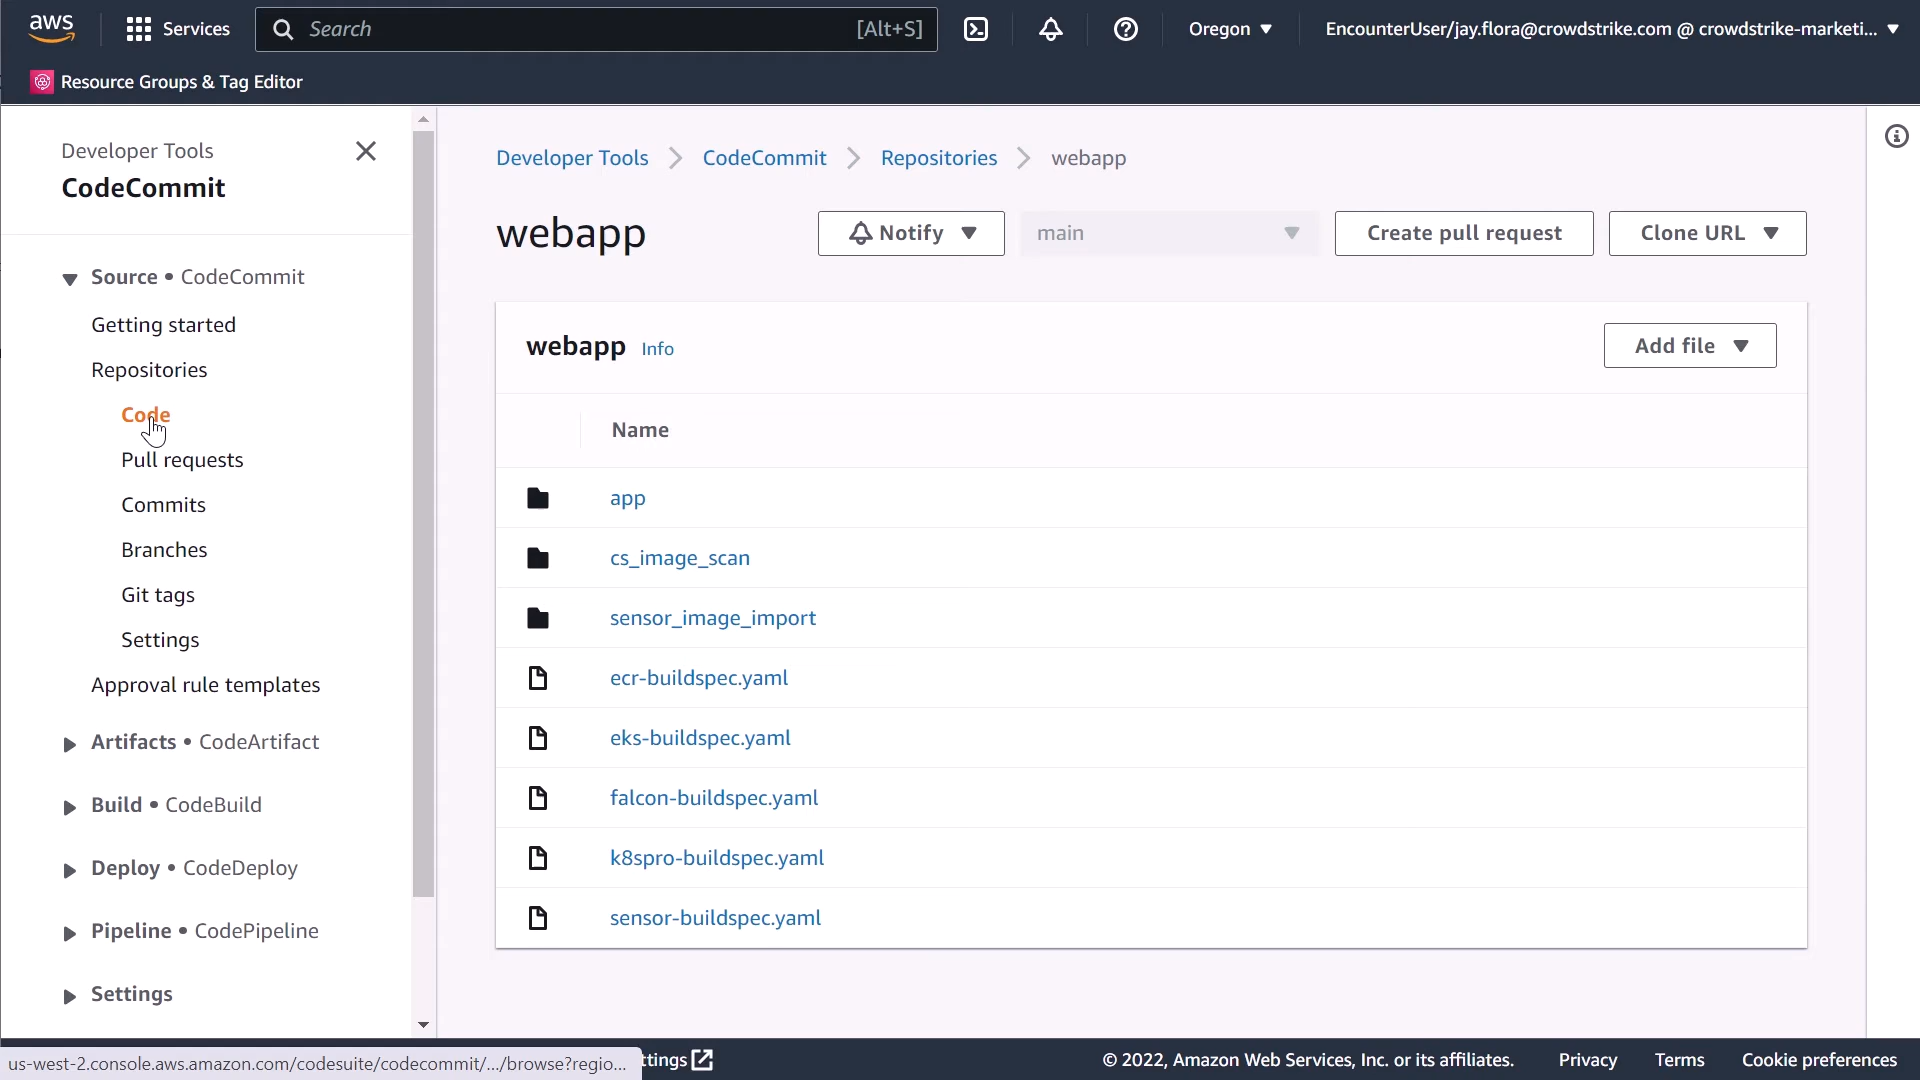 aws
Services
Search
[Alt+S]
Oregon
EncounterUser/jay.flora@crowdstrike.com @ crowdstrike-marketi...
Resource Groups & Tag Editor
Developer Tools
CodeCommit
Source • CodeCommit
Getting started
Repositories
Code
Pull requests
Commits
Branches
Git tags
Settings
Approval rule templates
Artifacts • CodeArtifact
Build • CodeBuild
Deploy • CodeDeploy
Pipeline • CodePipeline
Settings
Developer Tools
CodeCommit
Repositories
webapp
webapp
Notify
main
Create pull request
Clone URL
webapp Info
Add file
Name
app
cs_image_scan
sensor_image_import
ecr-buildspec.yaml
eks-buildspec.yaml
falcon-buildspec.yaml
k8spro-buildspec.yaml
sensor-buildspec.yaml
us-west-2.console.aws.amazon.com/codesuite/codecommit/.../browse?regio...
ttings
© 2022, Amazon Web Services, Inc. or its affiliates.
Privacy
Terms
Cookie preferences